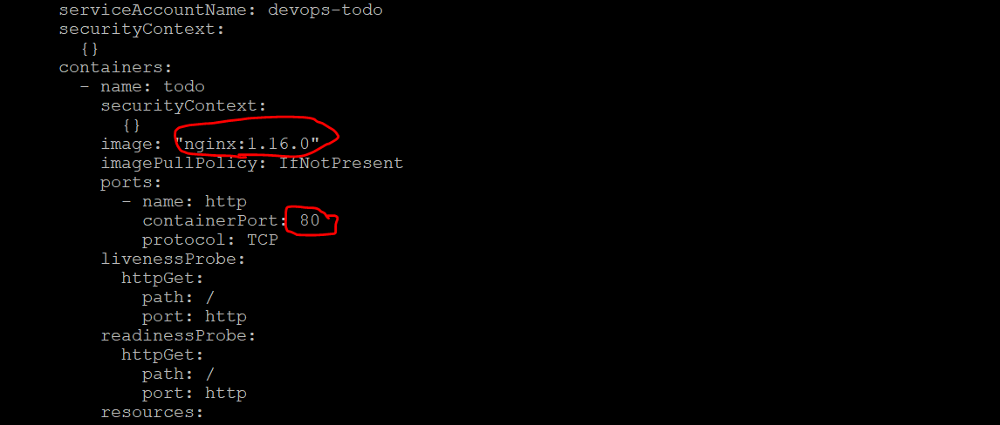 serviceAccountName: devops-todo
securityContext:
  {}
containers:
  - name: todo
    securityContext:
      {}
    image: "nginx:1.16.0"
    imagePullPolicy: IfNotPresent
    ports:
      - name: http
        containerPort: 80
        protocol: TCP
    livenessProbe:
      httpGet:
        path: /
        port: http
    readinessProbe:
      httpGet:
        path: /
        port: http
    resources: